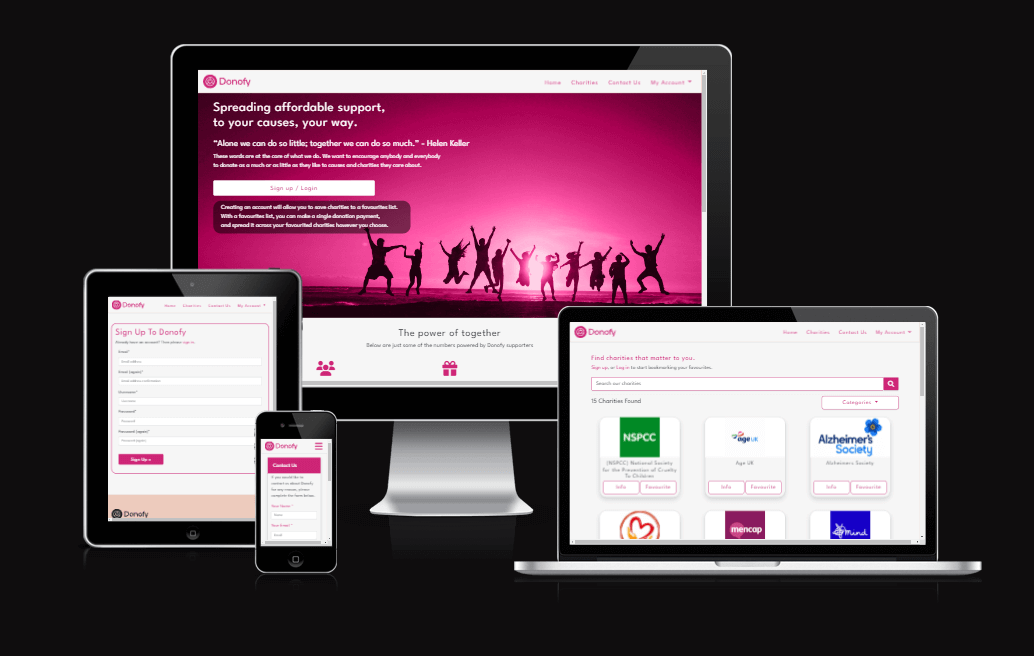 Donofy
Home Charities Contact Us My Account
Spreading affordable support,
to your causes, your way.
"Alone we can do so little; together we can do so much." - Helen Keller
These words are at the core of what we do. We want to encourage anybody and everybody
to donate as a much or as little as they like to causes and charities they care about.
Sign up / Login
Creating an account will allow you to save charities to a favourites list.
With a favourites list, you can make a single donation payment,
and spread it across your favourited charities however you choose.
The power of together
Below are just some of the numbers powered by Donofy supporters
Donofy
Home Charities Contact Us My Account
Sign Up To Donofy
Already have an account? Then please sign in.
Email*
Email address
Email (again)*
Email address confirmation
Username*
Username
Password*
Password
Password (again)*
Password (again)
Sign Up »
Donofy
Donofy
Contact Us
If you would like to
contact us about Donofy
for any reason, please
complete the form below.
Your Name *
Name
Your Email *
Email
Donofy
Home Charities Contact Us My Account
Find charities that matter to you.
Sign up, or Log in to start bookmarking your favourites.
Search our charities
15 Charities Found
Categories
NSPCC
(NSPCC) National Society
for the Prevention of Cruelty
To Children
Info Favourite
age UK
Age UK
Info Favourite
Alzheimer's
Society
Alzheimers Society
Info Favourite
mencap
mind